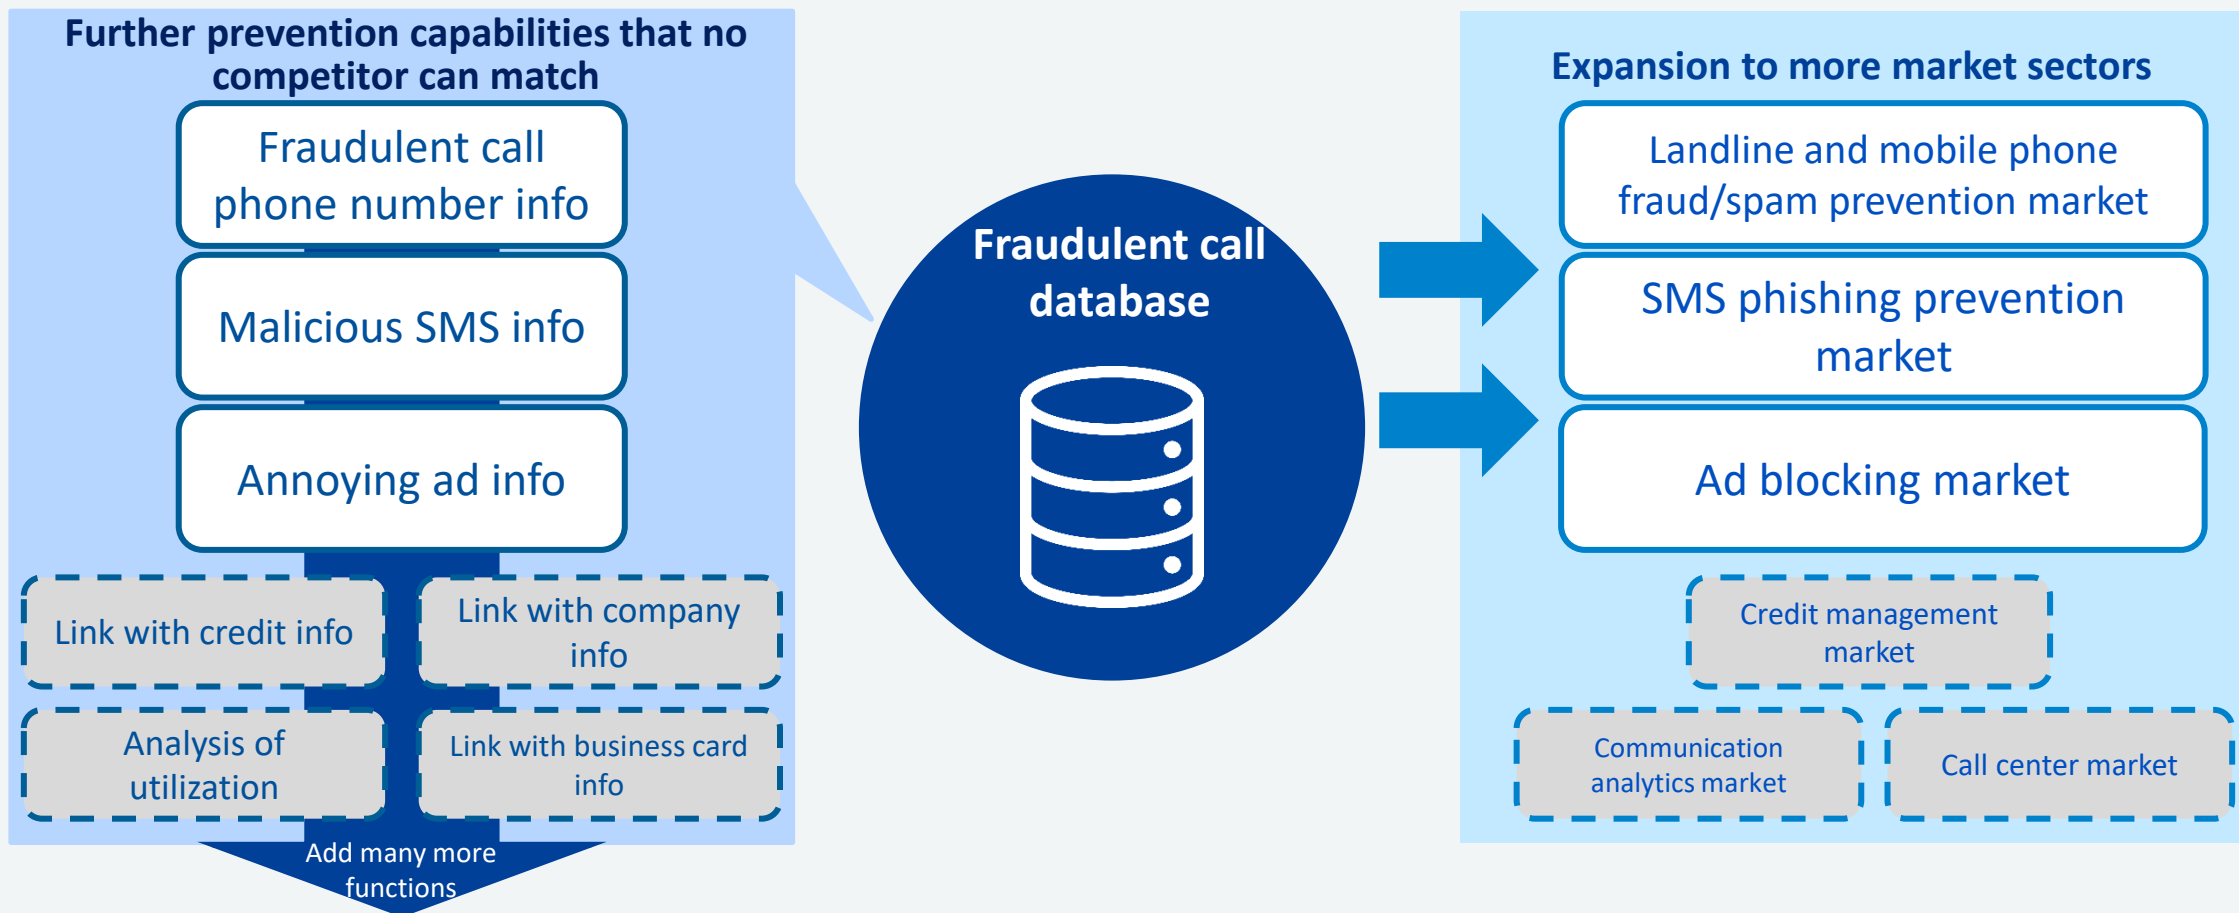 Further prevention capabilities that no
competitor can match
Fraudulent call
phone number info
Malicious SMS info
Annoying ad info
Link with credit info
Link with company
info
Analysis of
utilization
Link with business card
info
Add many more
functions
Fraudulent call
database
Expansion to more market sectors
Landline and mobile phone
fraud/spam prevention market
SMS phishing prevention
market
Ad blocking market
Credit management
market
Communication
analytics market
Call center market